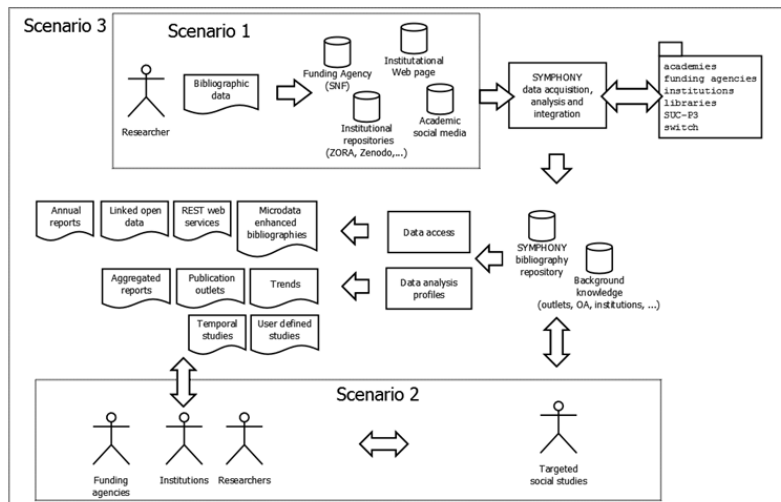 Scenario 3
Scenario 1
Researcher
Bibliographic
data
Funding Agency
(SNF)
Institutational
Web page
Institutional
repositories
(ZORA, Zenodo,...)
Academic
social media
SYMPHONY
data acquisition,
analysis and
integration
academies
funding agencies
institutions
libraries
SUC-P3
switch
Annual
reports
Linked open
data
REST web
services
Microdata
enhanced
bibliographies
Data access
SYMPHONY
bibliography
repository
Background
knowledge
(outlets, OA, institutions, ...)
Aggregated
reports
Publication
outlets
Trends
Data analysis
profiles
Temporal
studies
User defined
studies
Scenario 2
Funding
agencies
Institutions
Researchers
Targeted
social studies